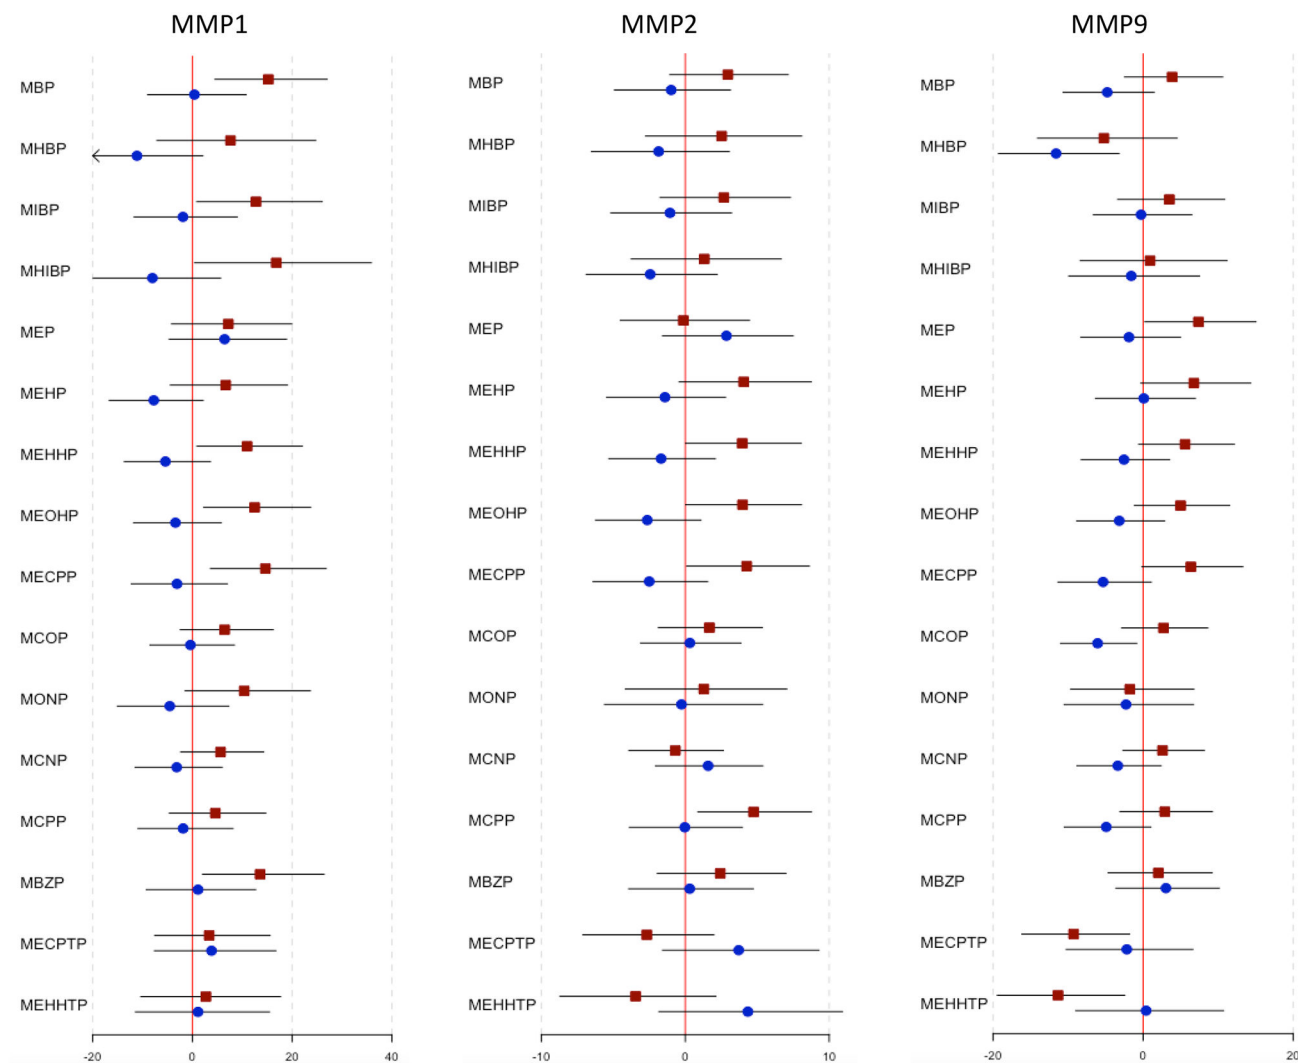 MMP1 MMP2 MMP9
MBP MBP MBP
MHBP MHBP MHBP
MIBP MIBP MIBP
MHIBP MHIBP MHIBP
MEP MEP MEP
MEHP MEHP MEHP
MEHHP MEHHP MEHHP
MEOHP MEOHP MEOHP
MECPP MECPP MECPP
MCOP MCOP MCOP
MONP MONP MONP
MCNP MCNP MCNP
MCPP MCPP MCPP
MBZP MBZP MBZP
MECPTP MECPTP MECPTP
MEHHTP MEHHTP MEHHTP
-20 0 20 40 -10 0 10 -20 0 20